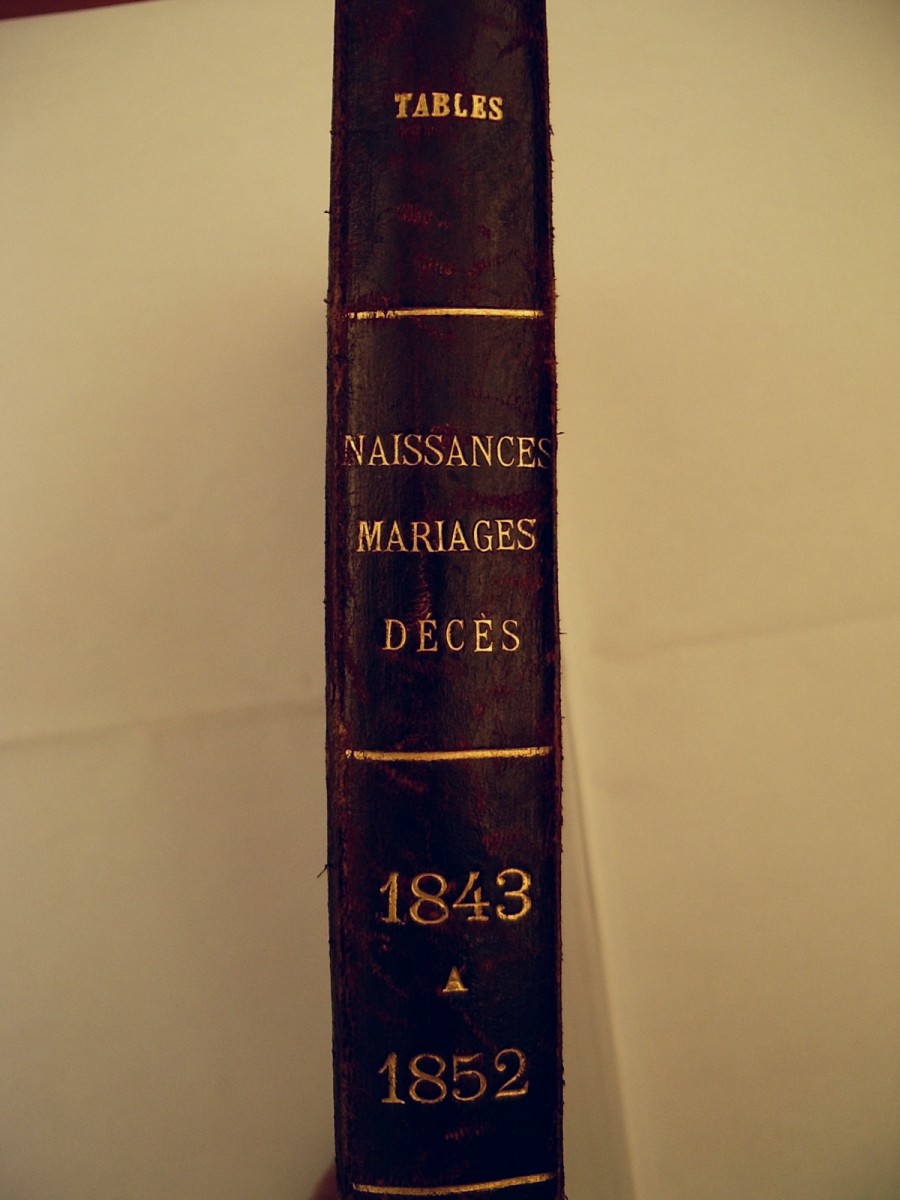 TABLES
NAISSANCES
MARIAGES
DÉCÈS
1843
A
1852